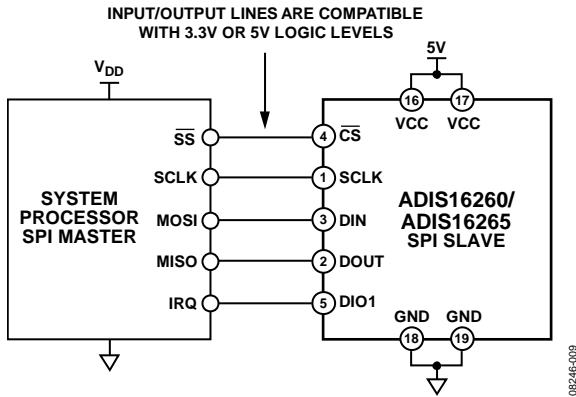 INPUT/OUTPUT LINES ARE COMPATIBLE
WITH 3.3V OR 5V LOGIC LEVELS
VDD
5V
16 17
VCC VCC
SS 4 CS
SCLK 1 SCLK
SYSTEM
PROCESSOR
SPI MASTER
MOSI 3 DIN
ADIS16260/
ADIS16265
SPI SLAVE
MISO 2 DOUT
IRQ 5 DIO1
GND GND
18 19
08246-009